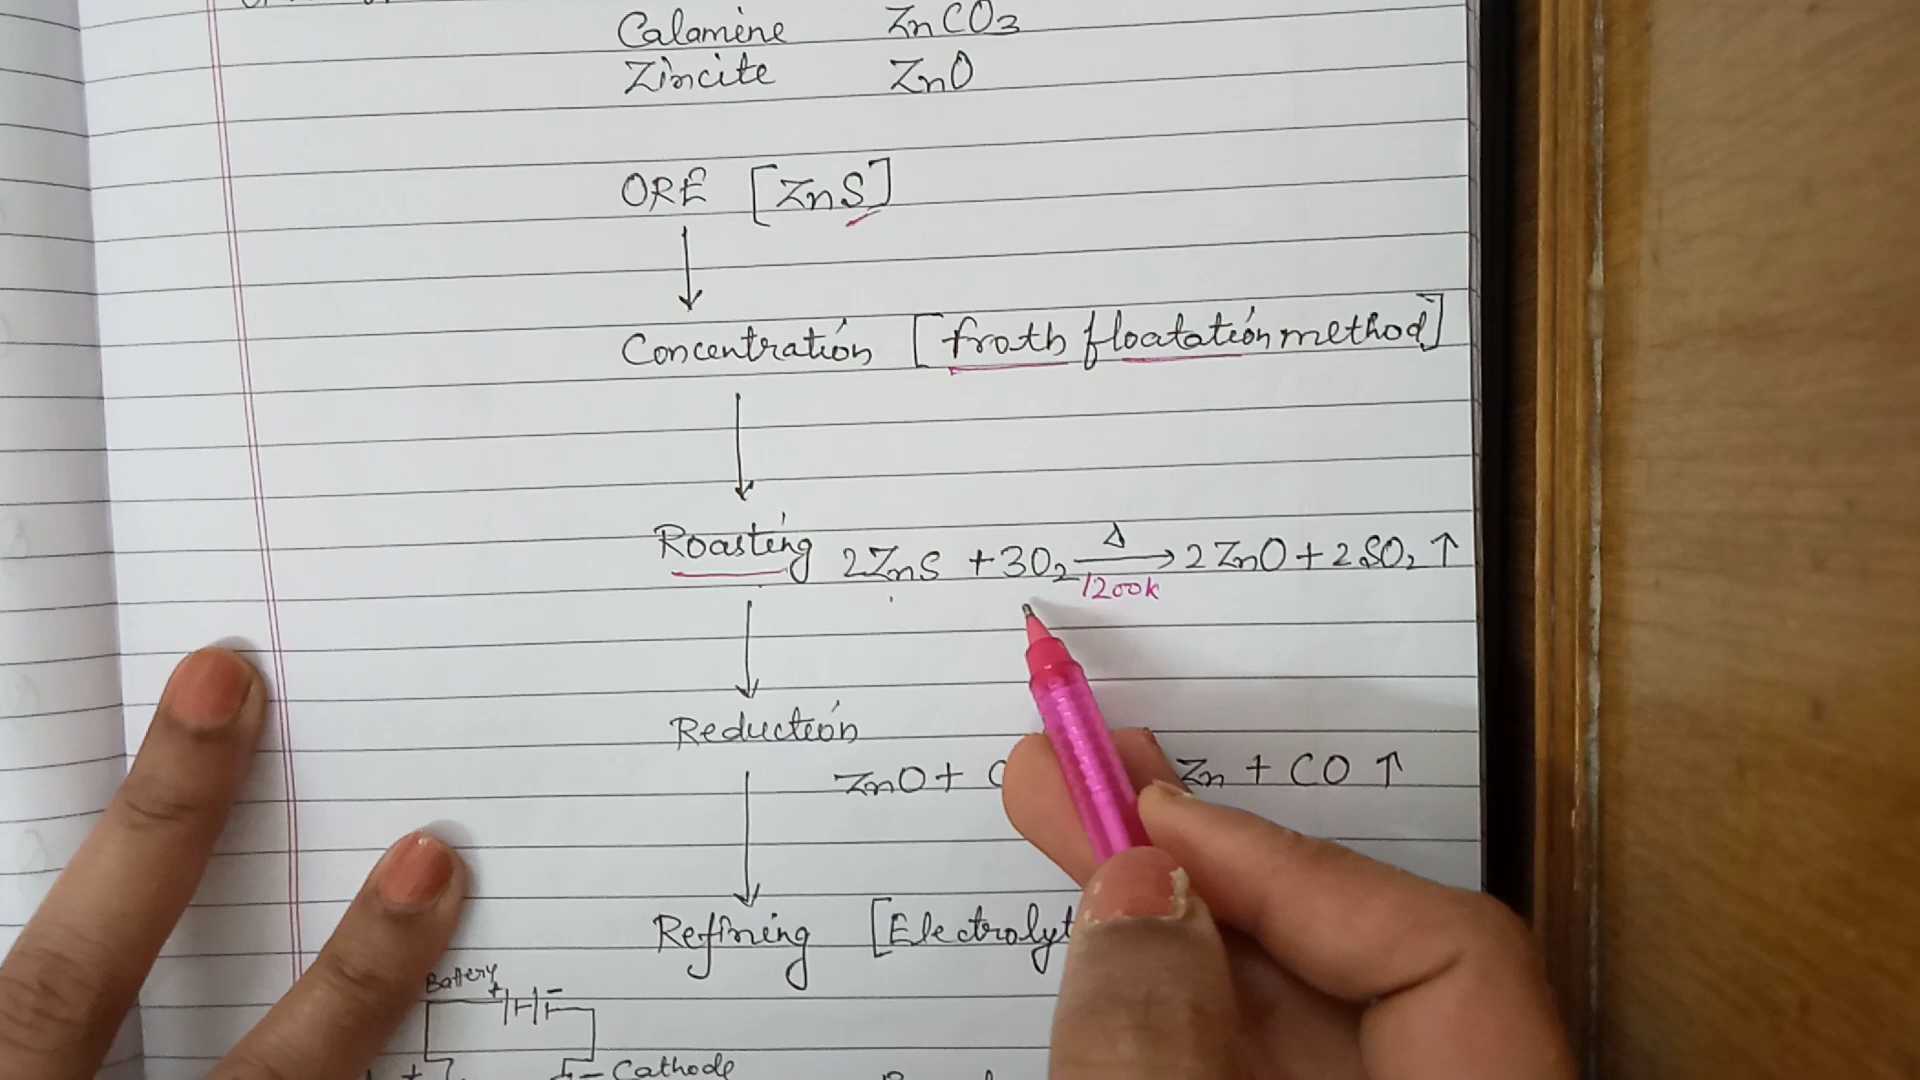 Calamine ZnCO3
Zincite ZnO
ORE [ZnS]
Concentration [froth floatation method]
Roasting 2ZnS + 3O2 Δ→ 2ZnO + 2SO2 ↑
1200k
Reduction
ZnO + Zn + CO ↑
Refining [Electrolyt
Battery
+ -
+ - Cathode